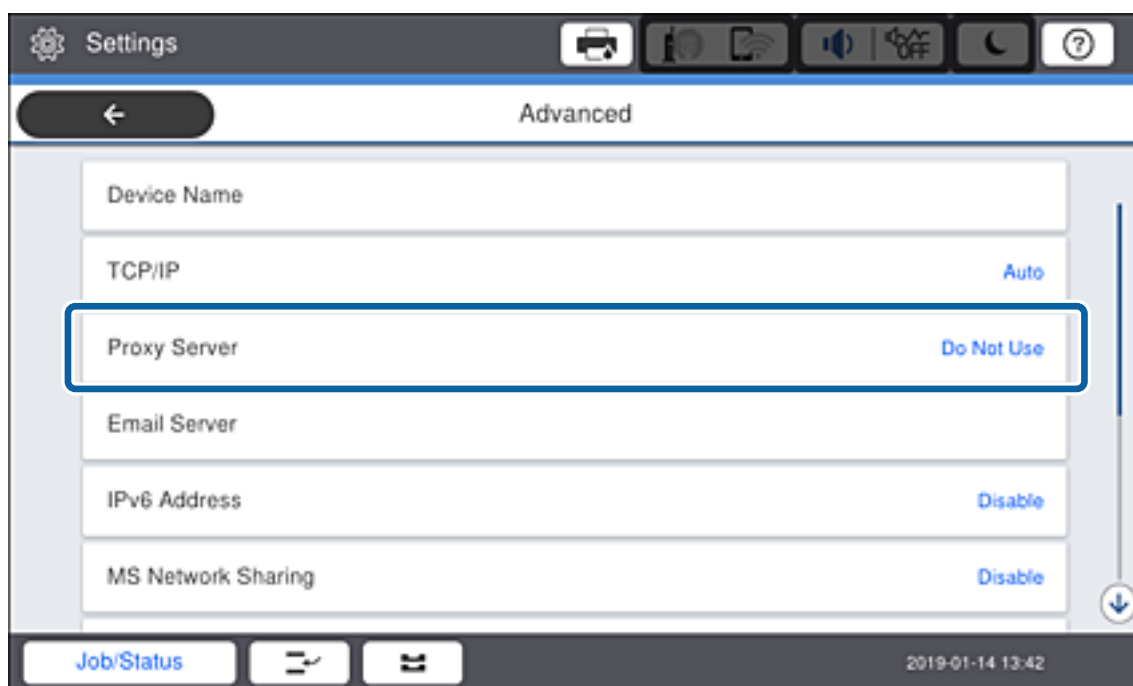 Settings
OFF
?
Advanced
Device Name
TCP/IP Auto
Proxy Server Do Not Use
Email Server
IPv6 Address Disable
MS Network Sharing Disable
Job/Status 2019-01-14 13:42